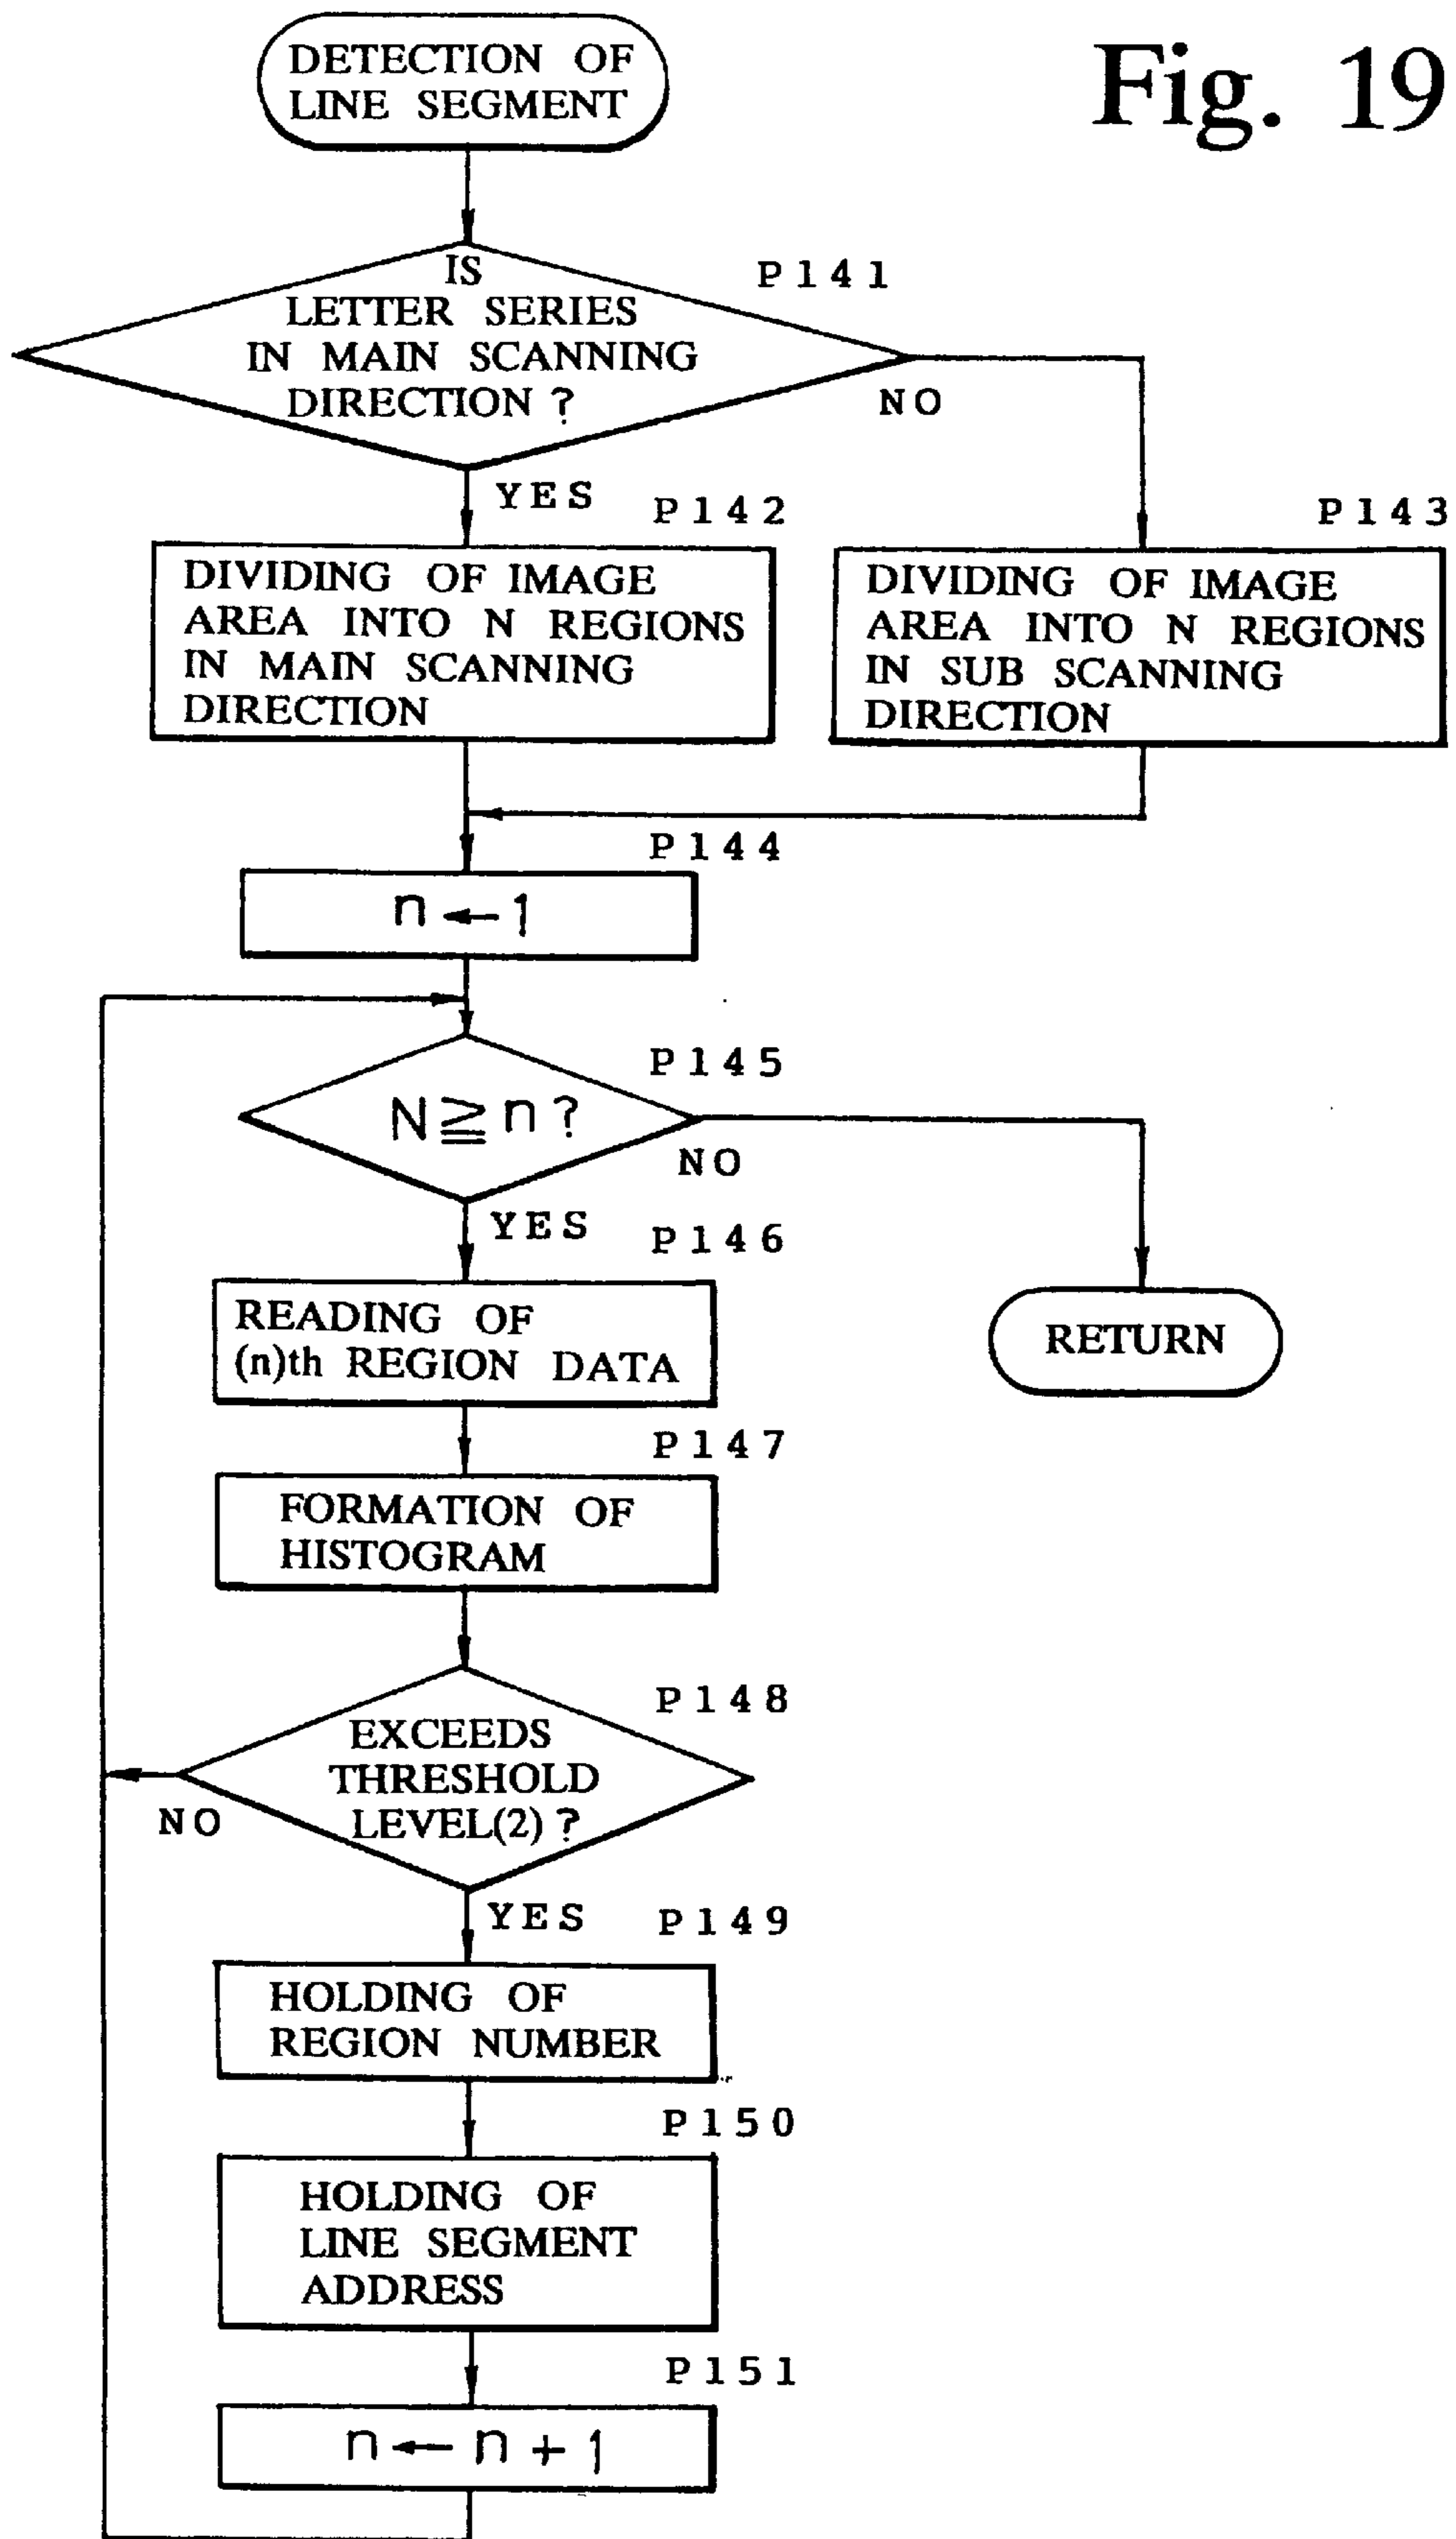 Fig. 19
DETECTION OF
LINE SEGMENT
P141
IS
LETTER SERIES
IN MAIN SCANNING
DIRECTION ?
NO
YES
P142
DIVIDING OF IMAGE
AREA INTO N REGIONS
IN MAIN SCANNING
DIRECTION
P143
DIVIDING OF IMAGE
AREA INTO N REGIONS
IN SUB SCANNING
DIRECTION
P144
n ← 1
P145
N ≧ n ?
NO
YES
RETURN
P146
READING OF
(n)th REGION DATA
P147
FORMATION OF
HISTOGRAM
P148
EXCEEDS
THRESHOLD
LEVEL(2) ?
NO
YES
P149
HOLDING OF
REGION NUMBER
P150
HOLDING OF
LINE SEGMENT
ADDRESS
P151
n ← n + 1